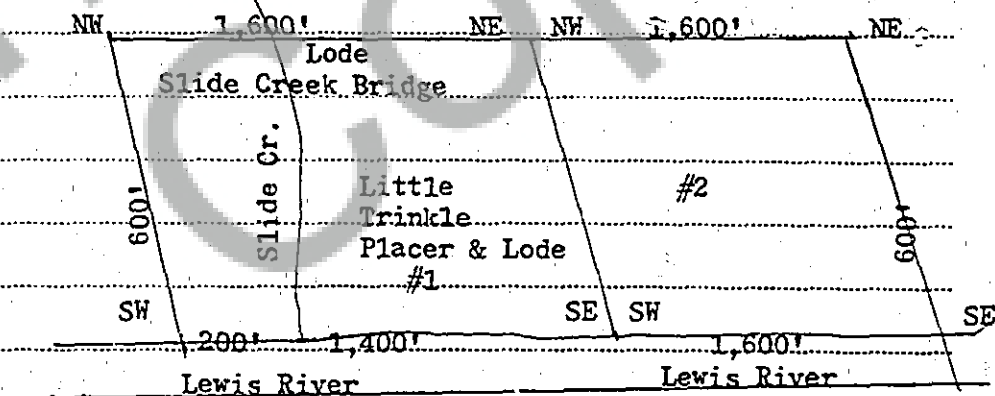 NW 1,600' NE NW 1,600' NE
Lode
Slide Creek Bridge
Slide Cr.
600'
Little
Trinkle
Placer & Lode
#1
#2
600'
SW SE SW SE
200' 1,400' 1,600'
Lewis River Lewis River